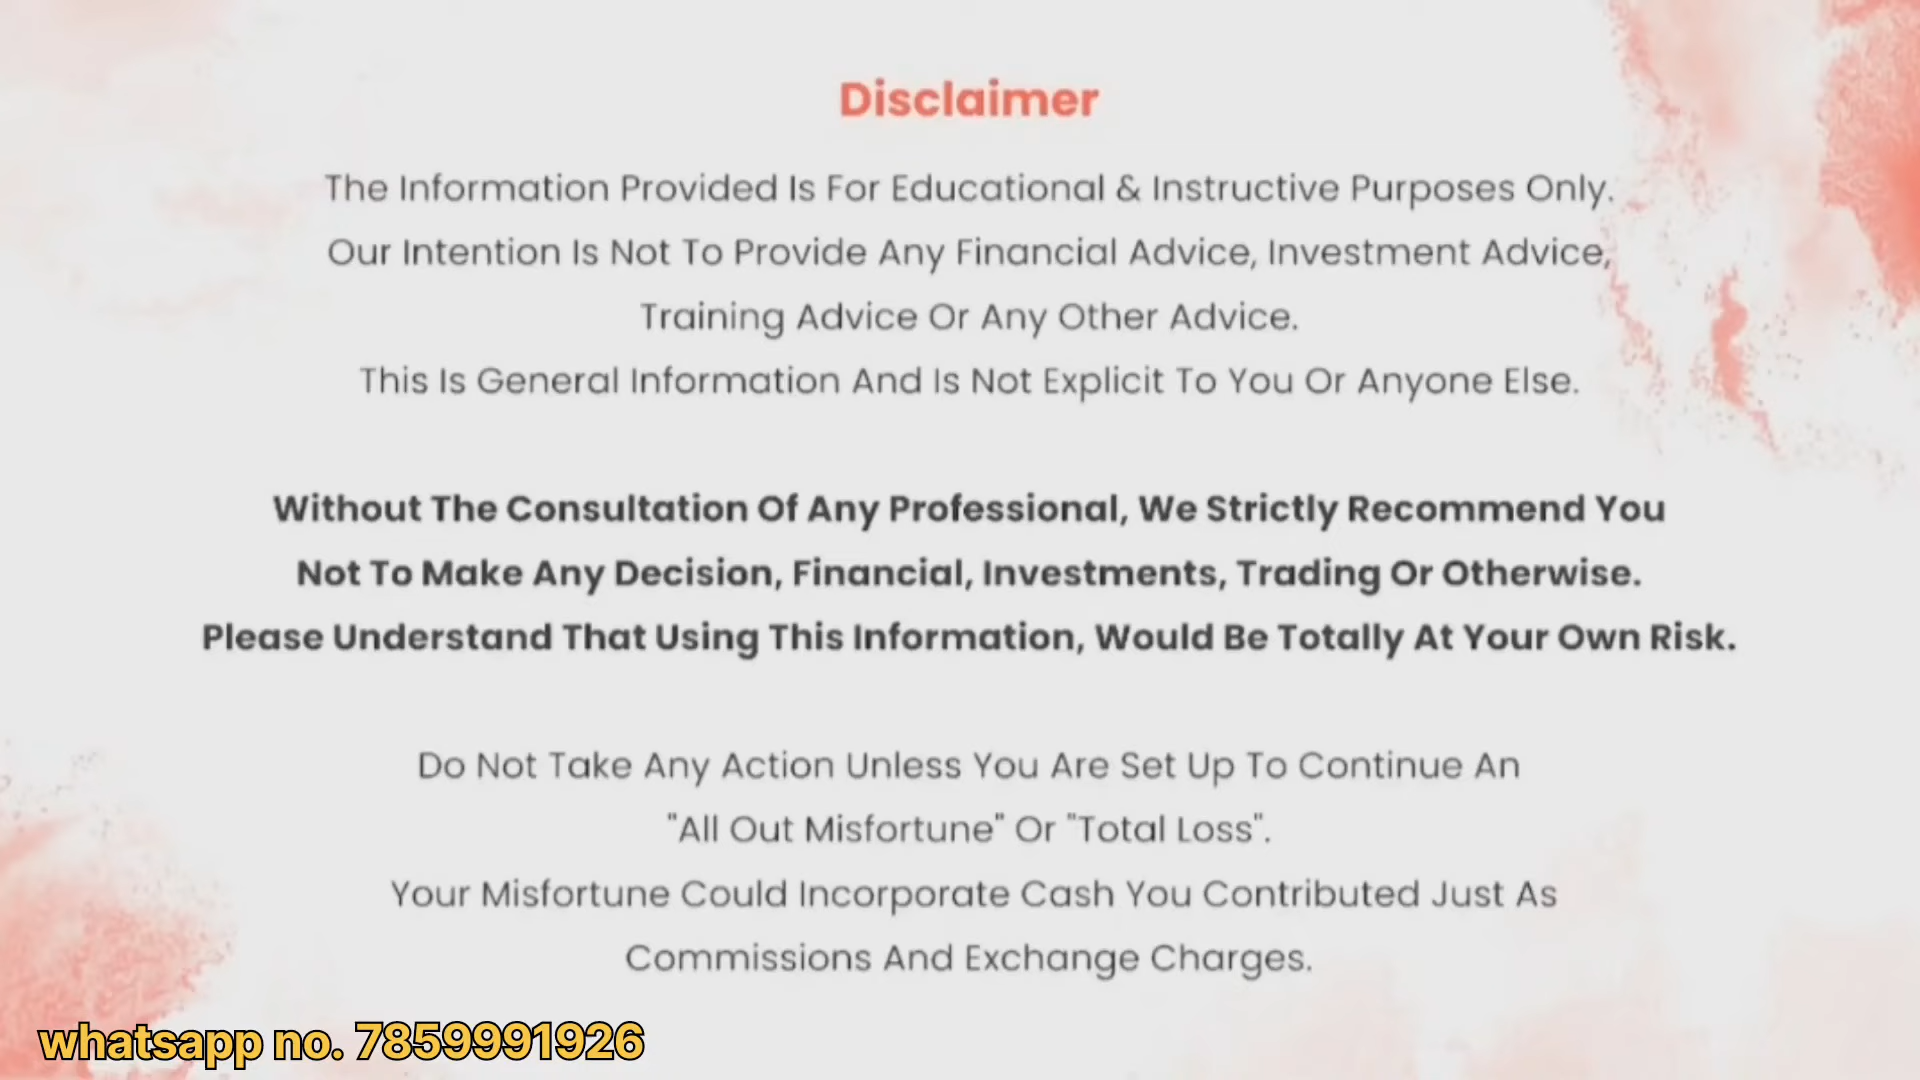 Disclaimer
The Information Provided Is For Educational & Instructive Purposes Only.
Our Intention Is Not To Provide Any Financial Advice, Investment Advice,
Training Advice Or Any Other Advice.
This Is General Information And Is Not Explicit To You Or Anyone Else.
Without The Consultation Of Any Professional, We Strictly Recommend You
Not To Make Any Decision, Financial, Investments, Trading Or Otherwise.
Please Understand That Using This Information, Would Be Totally At Your Own Risk.
Do Not Take Any Action Unless You Are Set Up To Continue An
"All Out Misfortune" Or "Total Loss".
Your Misfortune Could Incorporate Cash You Contributed Just As
Commissions And Exchange Charges.
whatsapp no. 7859991926